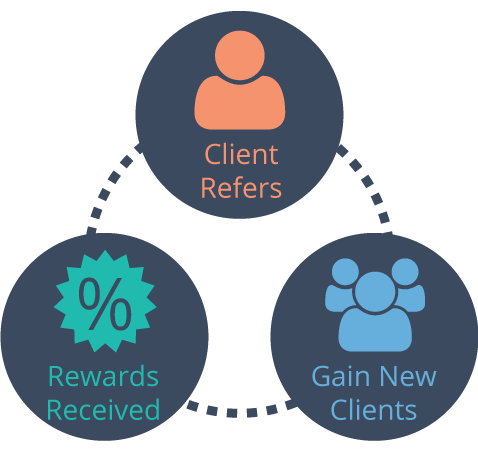 Client
Refers
%
Rewards
Received
Gain New
Clients